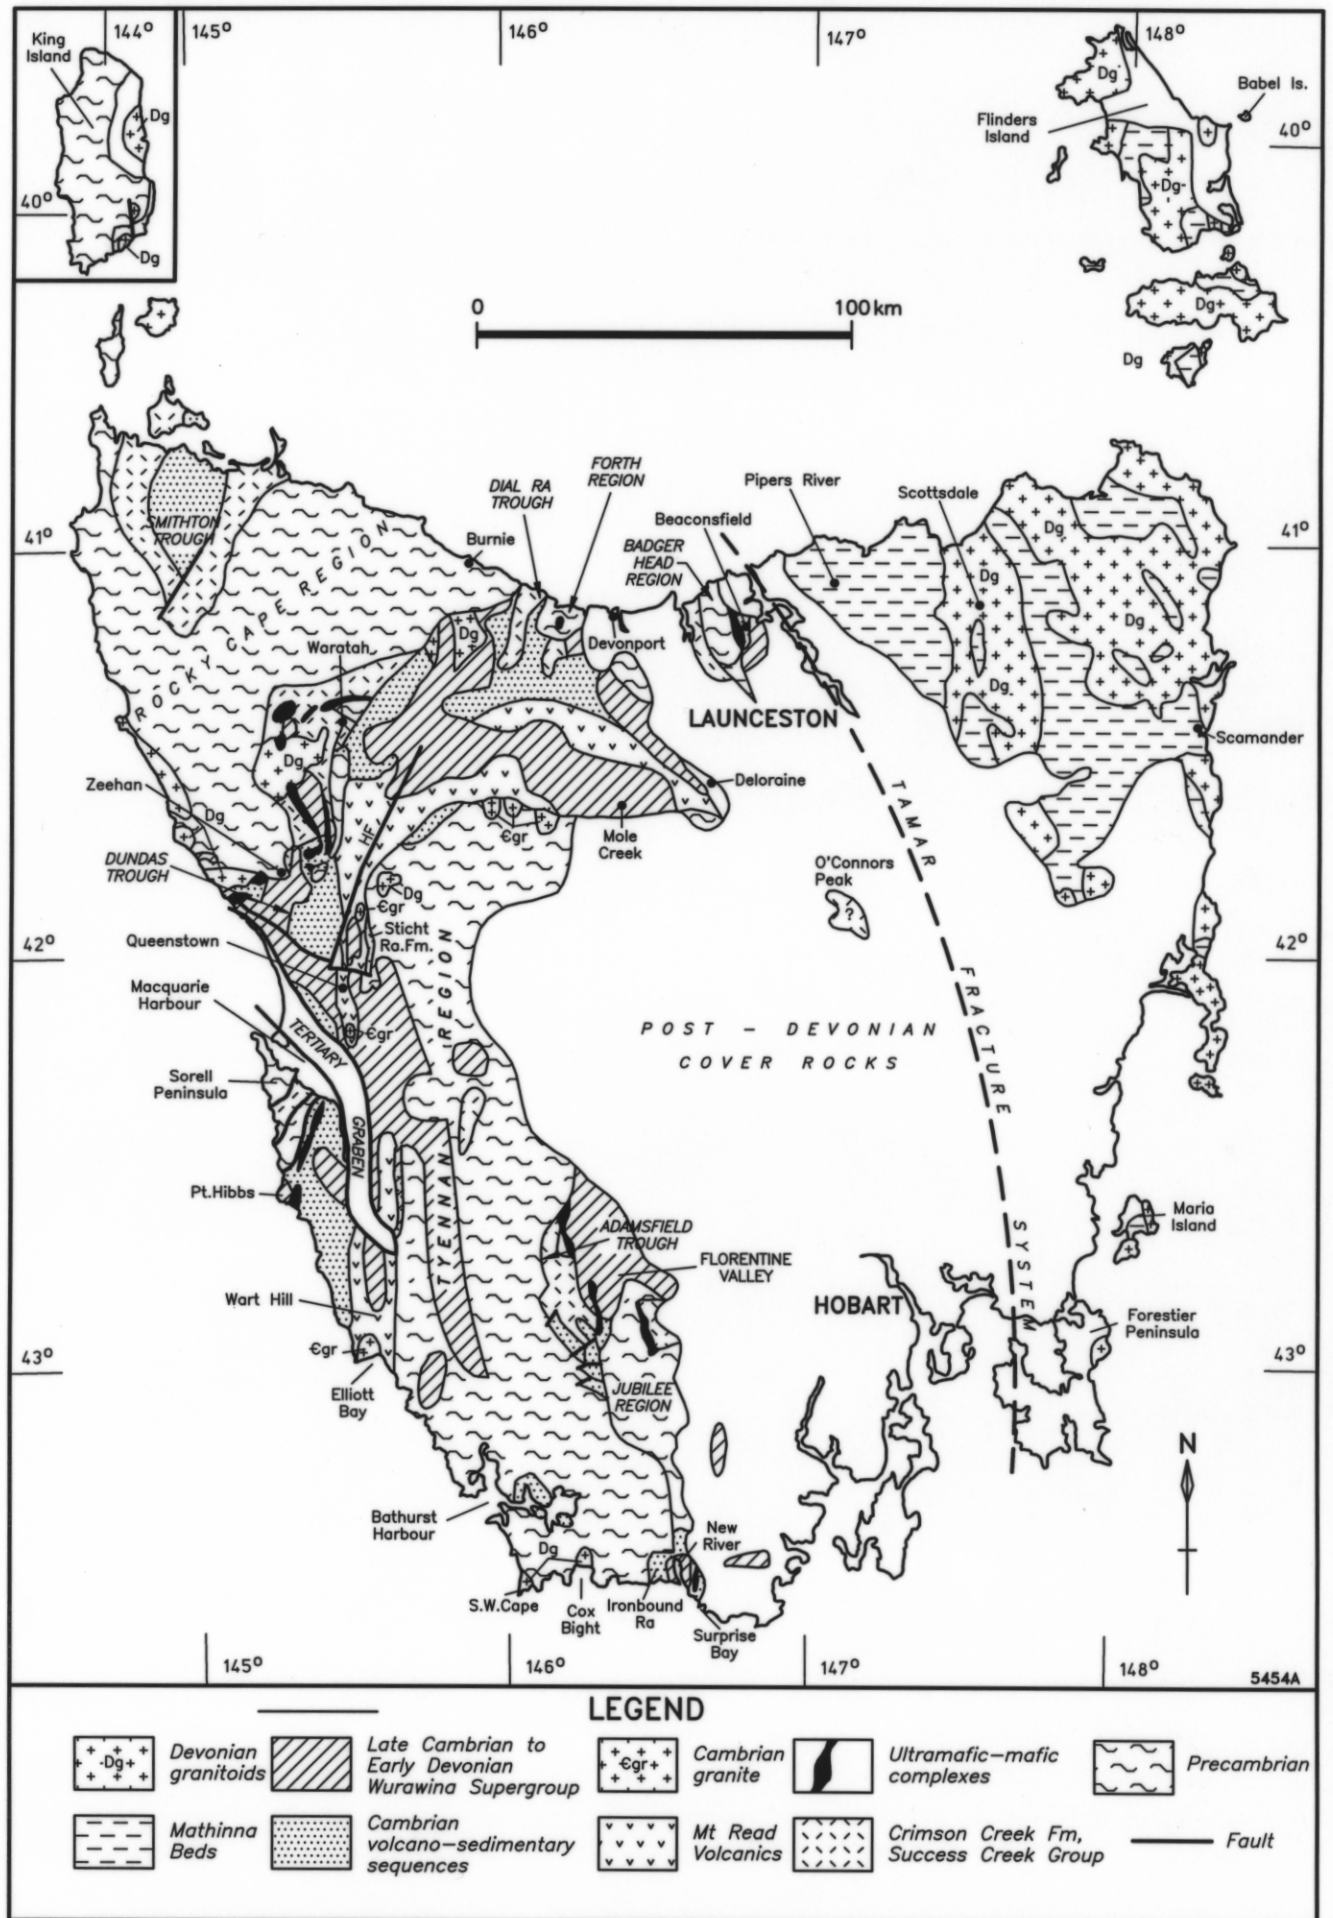 144°
145°
146°
147°
148°
King
Island
Dg
40°
Dg
Dg
Babel Is.
Flinders
Island
40°
Dg
Dg
Dg
0
100 km
FORTH
REGION
DIAL RA
TROUGH
Pipers River
Scottsdale
Beaconsfield
BADGER
HEAD
REGION
SMITHTON
TROUGH
41°
Burnie
Dg
41°
Dg
Dg
Dg
Devonport
Waratah
ROCKY CAPE REGION
Dg
LAUNCESTON
Scamander
Dg
Zeehan
Deloraine
Dg
HF
Єgr
Mole
Creek
DUNDAS
TROUGH
O'Connors
Peak
?
Dg
Єgr
Sticht
Ra.Fm.
Queenstown
42°
42°
Macquarie
Harbour
TAMAR FRACTURE SYSTEM
POST – DEVONIAN
COVER ROCKS
Єgr
TERTIARY
GRABEN
Sorell
Peninsula
TYENNAN REGION
Pt.Hibbs
Maria
Island
ADAMSFIELD
TROUGH
FLORENTINE
VALLEY
Wart Hill
HOBART
Forestier
Peninsula
Єgr
43°
43°
Elliott
Bay
JUBILEE
REGION
N
Bathurst
Harbour
New
River
Dg
S.W.Cape
Cox
Bight
Ironbound
Ra
Surprise
Bay
145°
146°
147°
148°
5454A
LEGEND
Dg
Devonian
granitoids
Late Cambrian to
Early Devonian
Wurawina Supergroup
Єgr
Cambrian
granite
Ultramafic–mafic
complexes
Precambrian
Mathinna
Beds
Cambrian
volcano–sedimentary
sequences
Mt Read
Volcanics
Crimson Creek Fm,
Success Creek Group
Fault